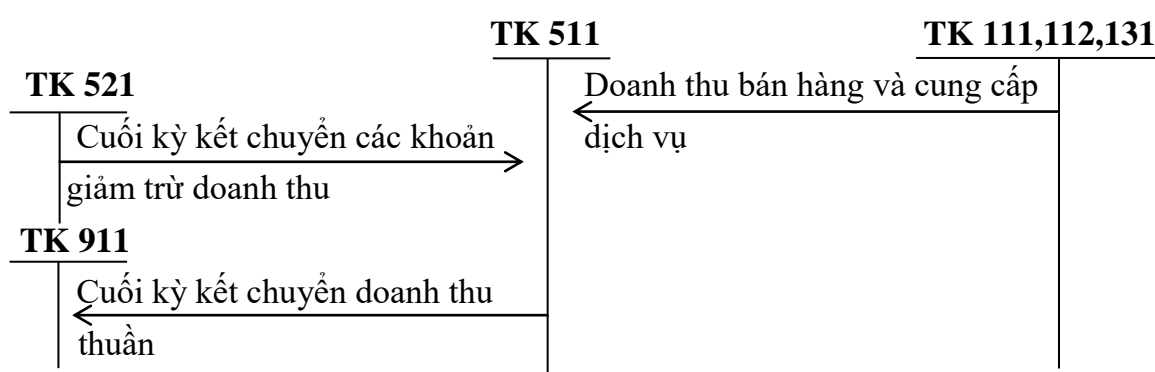 TK 511
TK 111,112,131
TK 521
Doanh thu bán hàng và cung cấp
dịch vụ
Cuối kỳ kết chuyển các khoản
giảm trừ doanh thu
TK 911
Cuối kỳ kết chuyển doanh thu
thuần